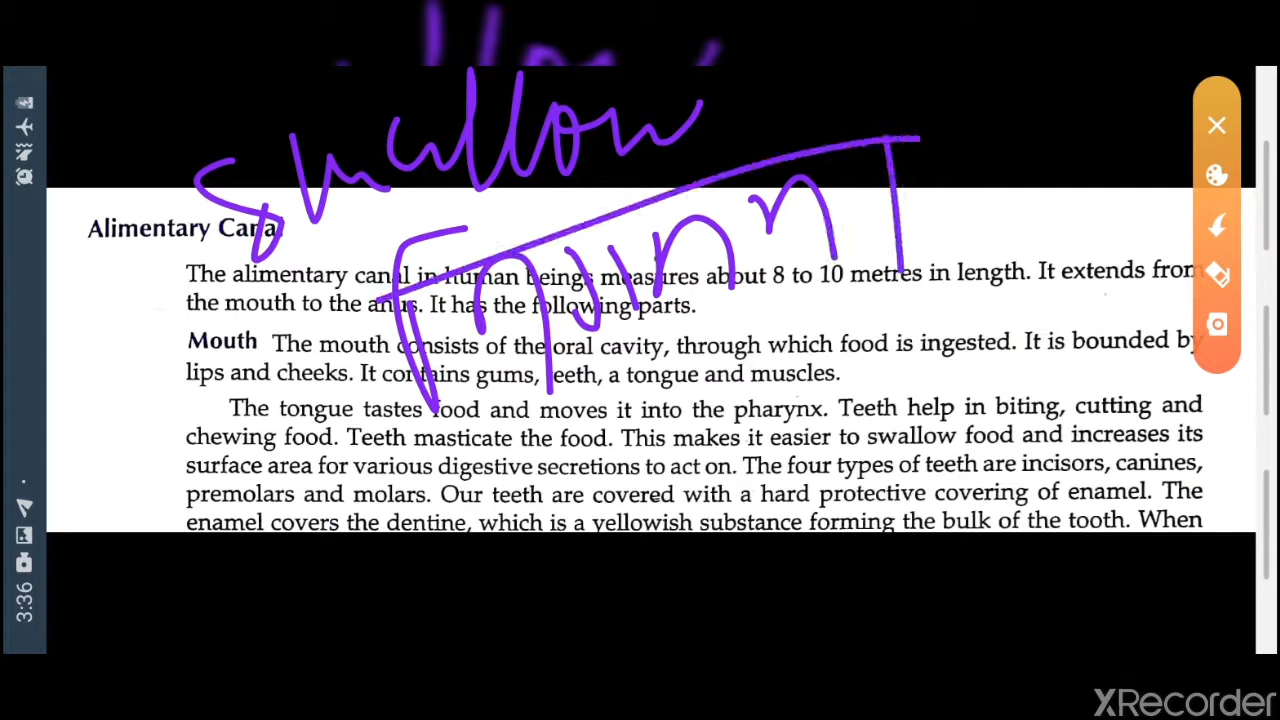 Swallow
Alimentary Canal
The alimentary canal in human beings measures about 8 to 10 metres in length. It extends from
the mouth to the anus. It has the following parts.
Mouth The mouth consists of the oral cavity, through which food is ingested. It is bounded by
lips and cheeks. It contains gums, teeth, a tongue and muscles.
The tongue tastes food and moves it into the pharynx. Teeth help in biting, cutting and
chewing food. Teeth masticate the food. This makes it easier to swallow food and increases its
surface area for various digestive secretions to act on. The four types of teeth are incisors, canines,
premolars and molars. Our teeth are covered with a hard protective covering of enamel. The
enamel covers the dentine, which is a yellowish substance forming the bulk of the tooth. When
3:36
XRecorder